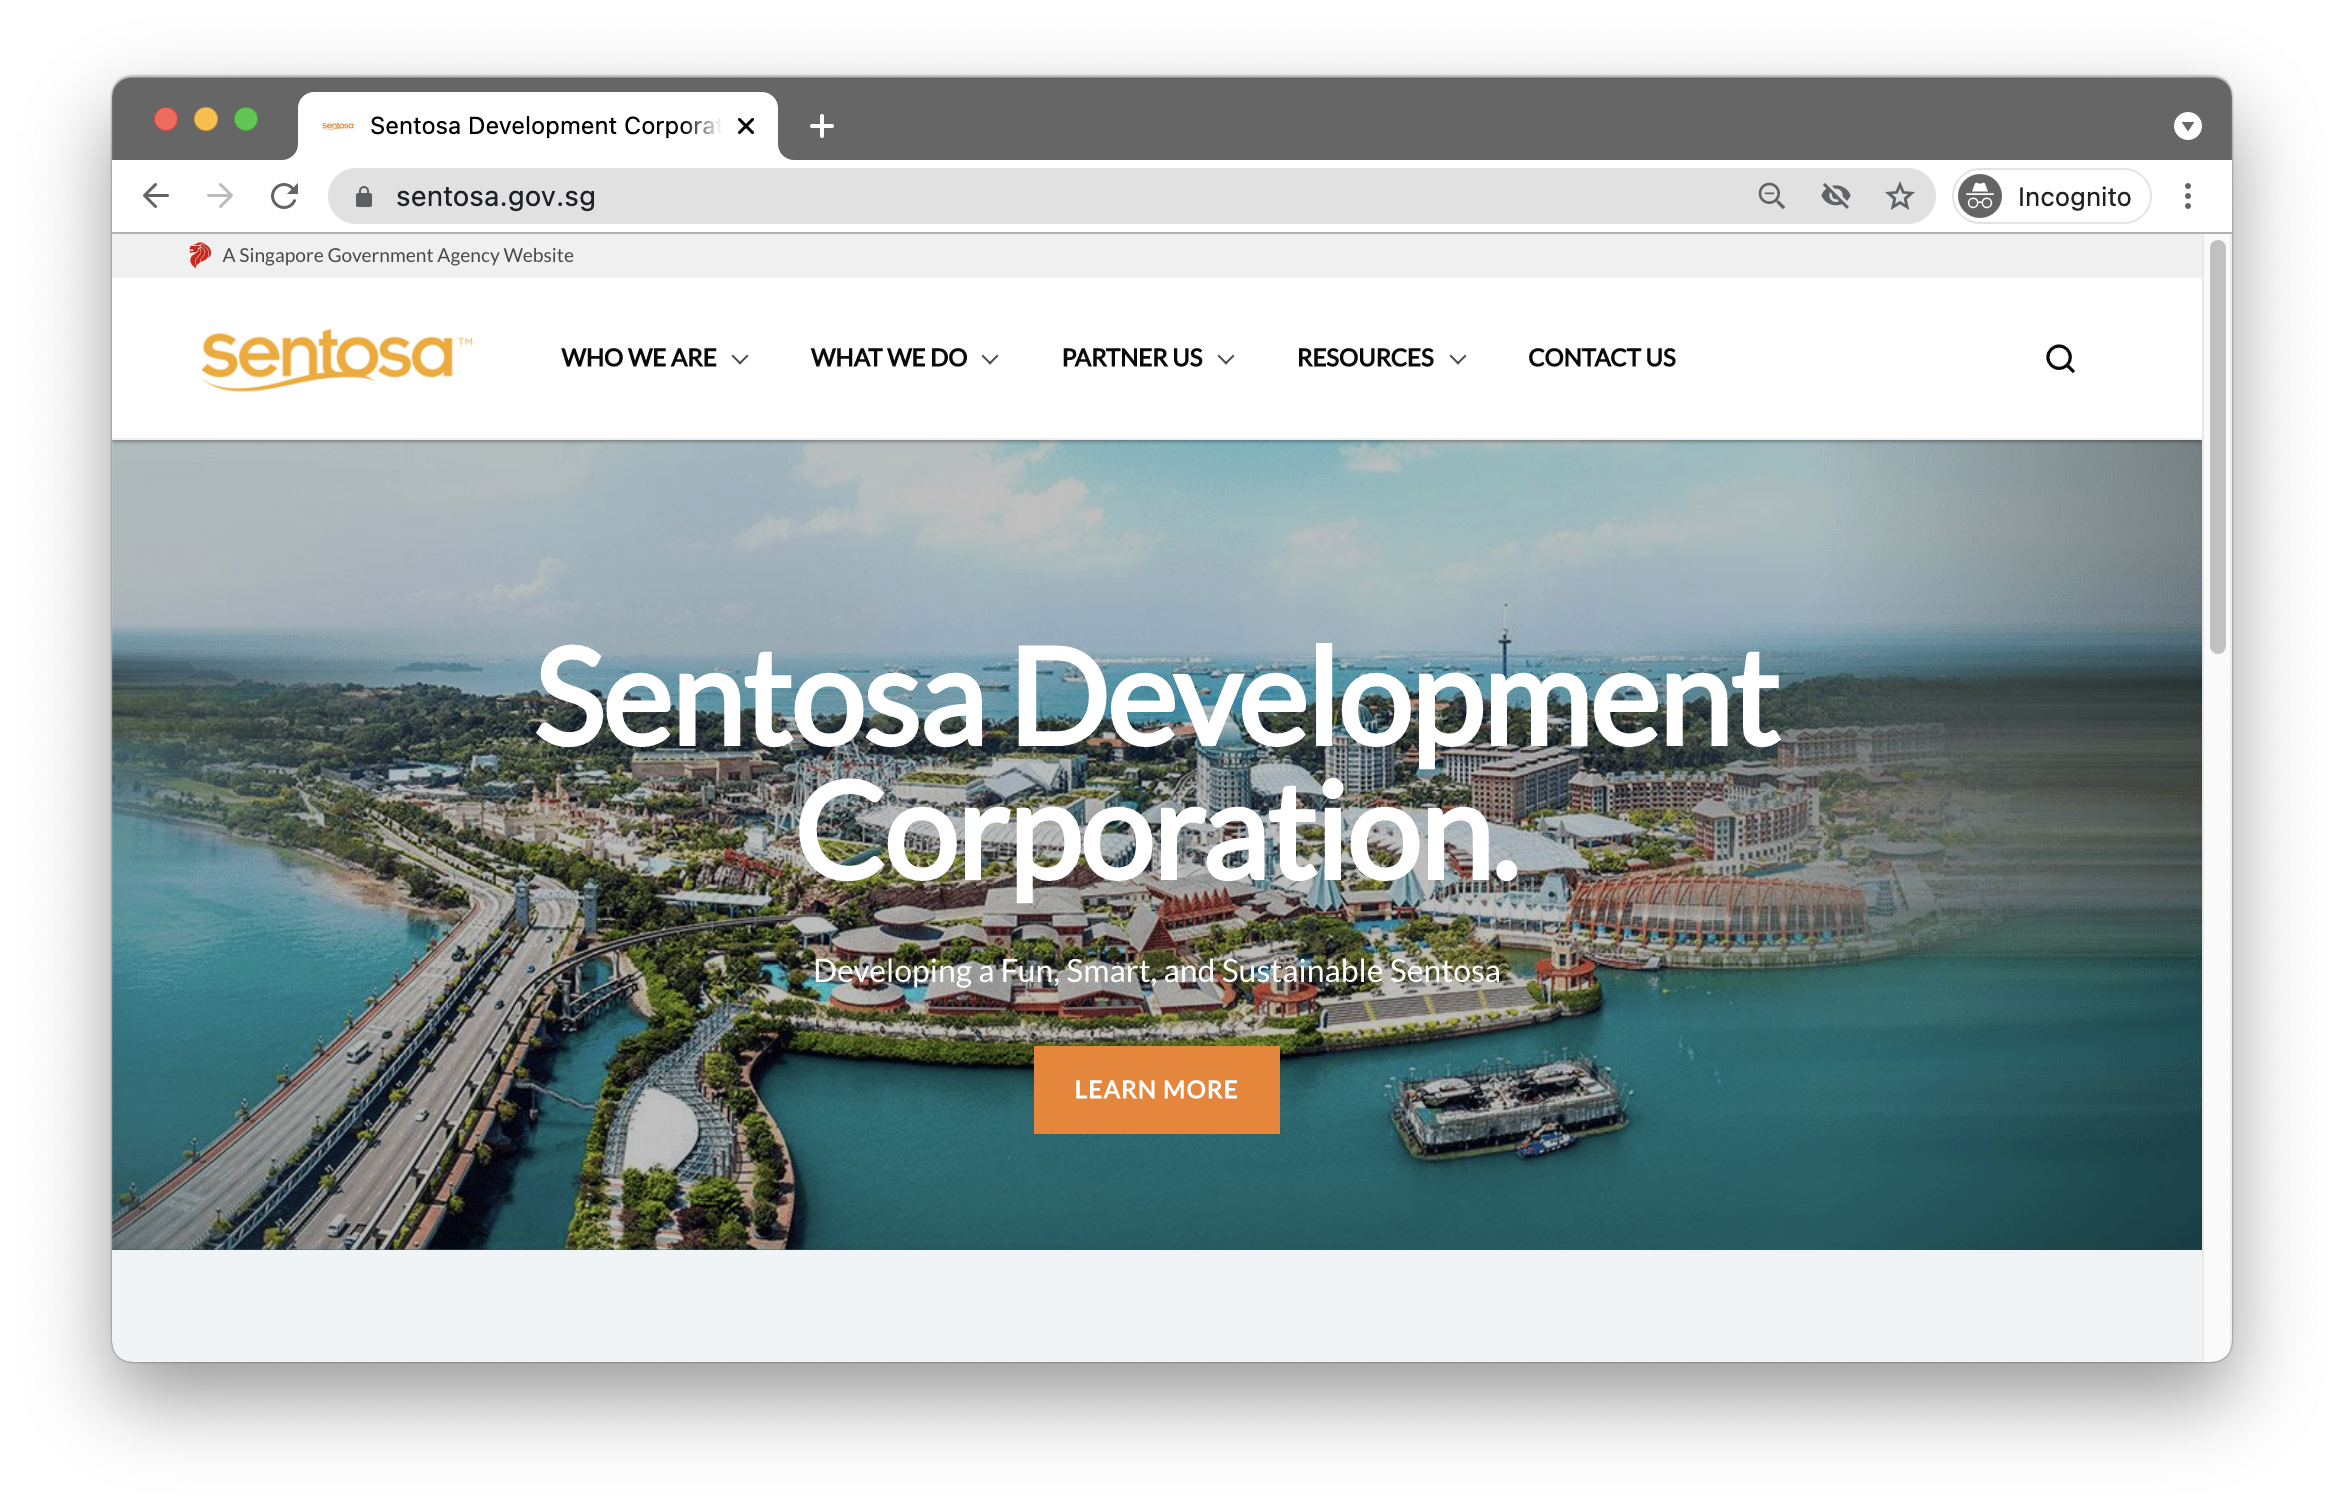 sentosa
Sentosa Development Corporat
sentosa.gov.sg
Incognito
A Singapore Government Agency Website
sentosa™
WHO WE ARE
WHAT WE DO
PARTNER US
RESOURCES
CONTACT US
Sentosa Development
Corporation.
Developing a Fun, Smart, and Sustainable Sentosa
LEARN MORE